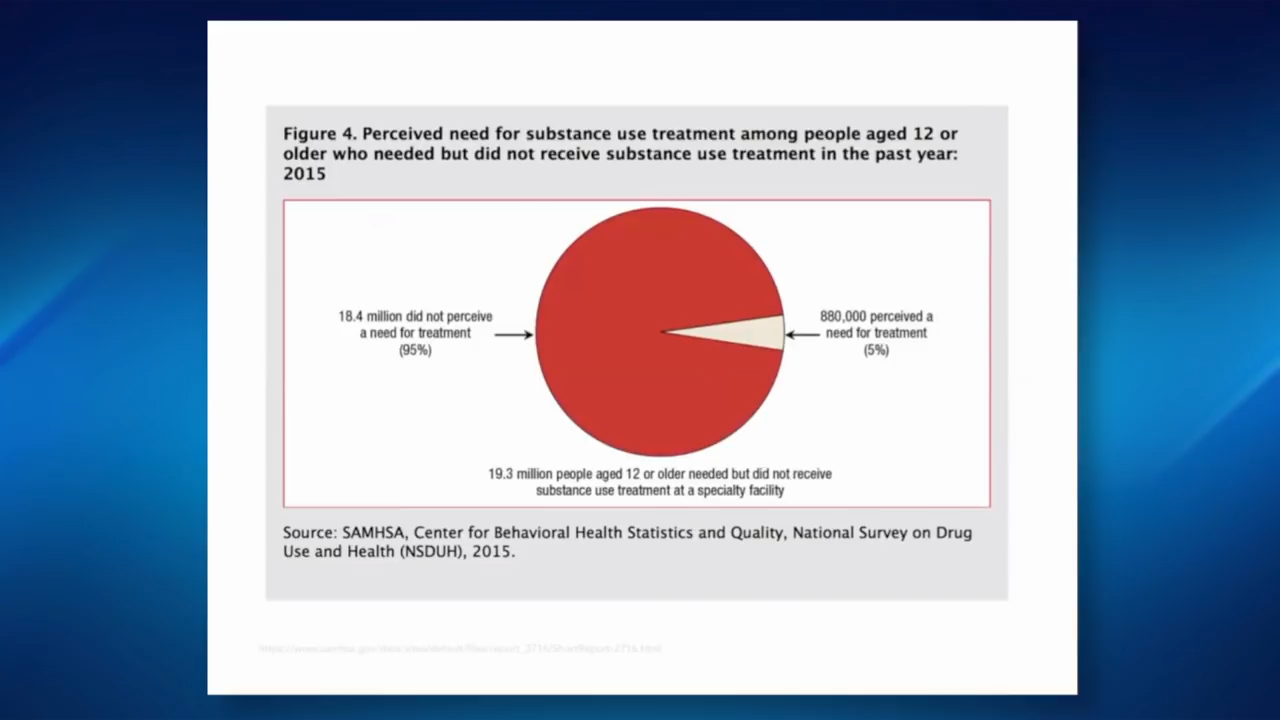 Figure 4. Perceived need for substance use treatment among people aged 12 or
older who needed but did not receive substance use treatment in the past year:
2015
18.4 million did not perceive
a need for treatment
(95%)
880,000 perceived a
need for treatment
(5%)
19.3 million people aged 12 or older needed but did not receive
substance use treatment at a specialty facility
Source: SAMHSA, Center for Behavioral Health Statistics and Quality, National Survey on Drug
Use and Health (NSDUH), 2015.